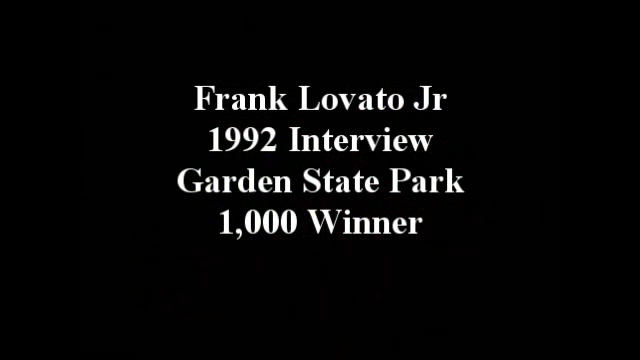 Frank Lovato Jr
1992 Interview
Garden State Park
1,000 Winner